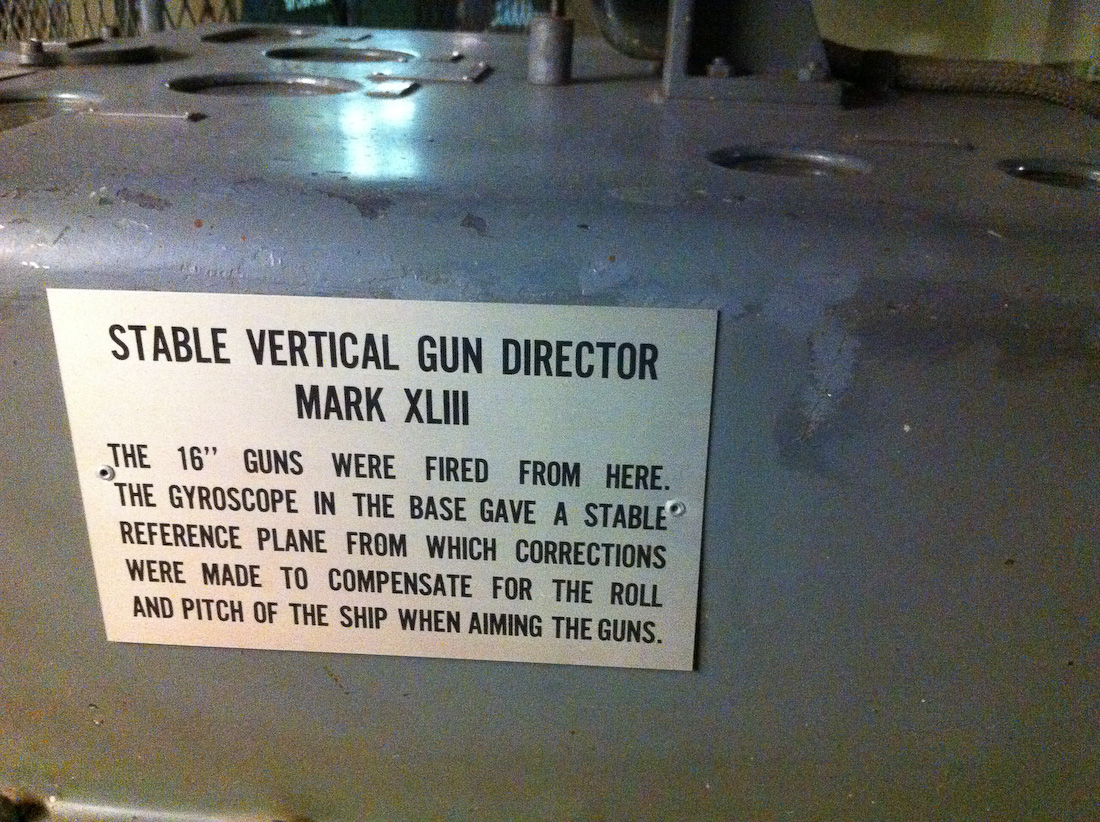 STABLE VERTICAL GUN DIRECTOR
MARK XLIII
THE 16” GUNS WERE FIRED FROM HERE.
THE GYROSCOPE IN THE BASE GAVE A STABLE
REFERENCE PLANE FROM WHICH CORRECTIONS
WERE MADE TO COMPENSATE FOR THE ROLL
AND PITCH OF THE SHIP WHEN AIMING THE GUNS.